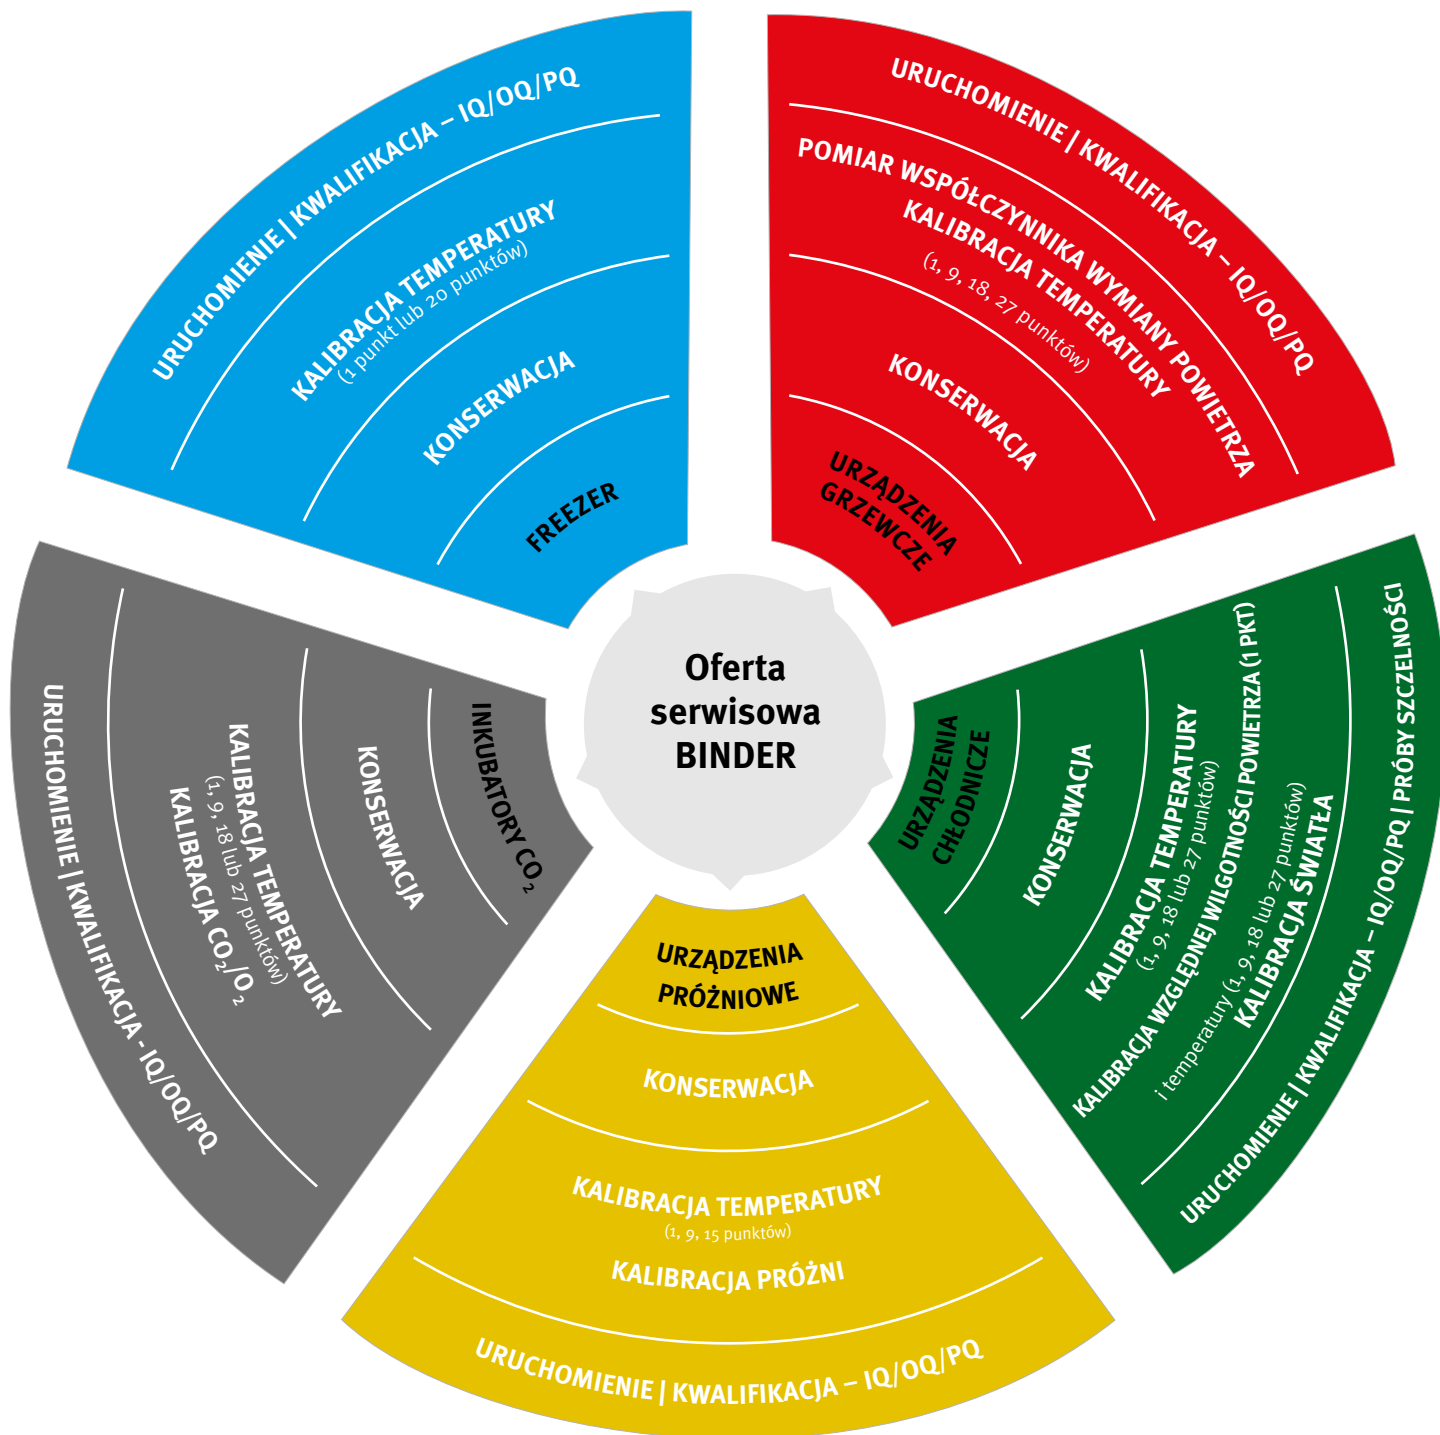 Oferta
serwisowa
BINDER
URUCHOMIENIE | KWALIFIKACJA – IQ/OQ/PQ
KALIBRACJA TEMPERATURY
(1 punkt lub 20 punktów)
KONSERWACJA
FREEZER
URUCHOMIENIE | KWALIFIKACJA – IQ/OQ/PQ
POMIAR WSPÓŁCZYNNIKA WYMIANY POWIETRZA
KALIBRACJA TEMPERATURY
(1, 9, 18, 27 punktów)
KONSERWACJA
URZĄDZENIA
GRZEWCZE
URZĄDZENIA
CHŁODNICZE
KONSERWACJA
KALIBRACJA TEMPERATURY
(1, 9, 18 lub 27 punktów)
KALIBRACJA WZGLĘDNEJ WILGOTNOŚCI POWIETRZA (1 PKT)
i temperatury (1, 9, 18 lub 27 punktów)
KALIBRACJA ŚWIATŁA
URUCHOMIENIE | KWALIFIKACJA – IQ/OQ/PQ | PRÓBY SZCZELNOŚCI
URZĄDZENIA
PRÓŻNIOWE
KONSERWACJA
KALIBRACJA TEMPERATURY
(1, 9, 15 punktów)
KALIBRACJA PRÓŻNI
URUCHOMIENIE | KWALIFIKACJA – IQ/OQ/PQ
INKUBATORY CO₂
KONSERWACJA
KALIBRACJA TEMPERATURY
(1, 9, 18 lub 27 punktów)
KALIBRACJA CO₂/O₂
URUCHOMIENIE | KWALIFIKACJA - IQ/OQ/PQ